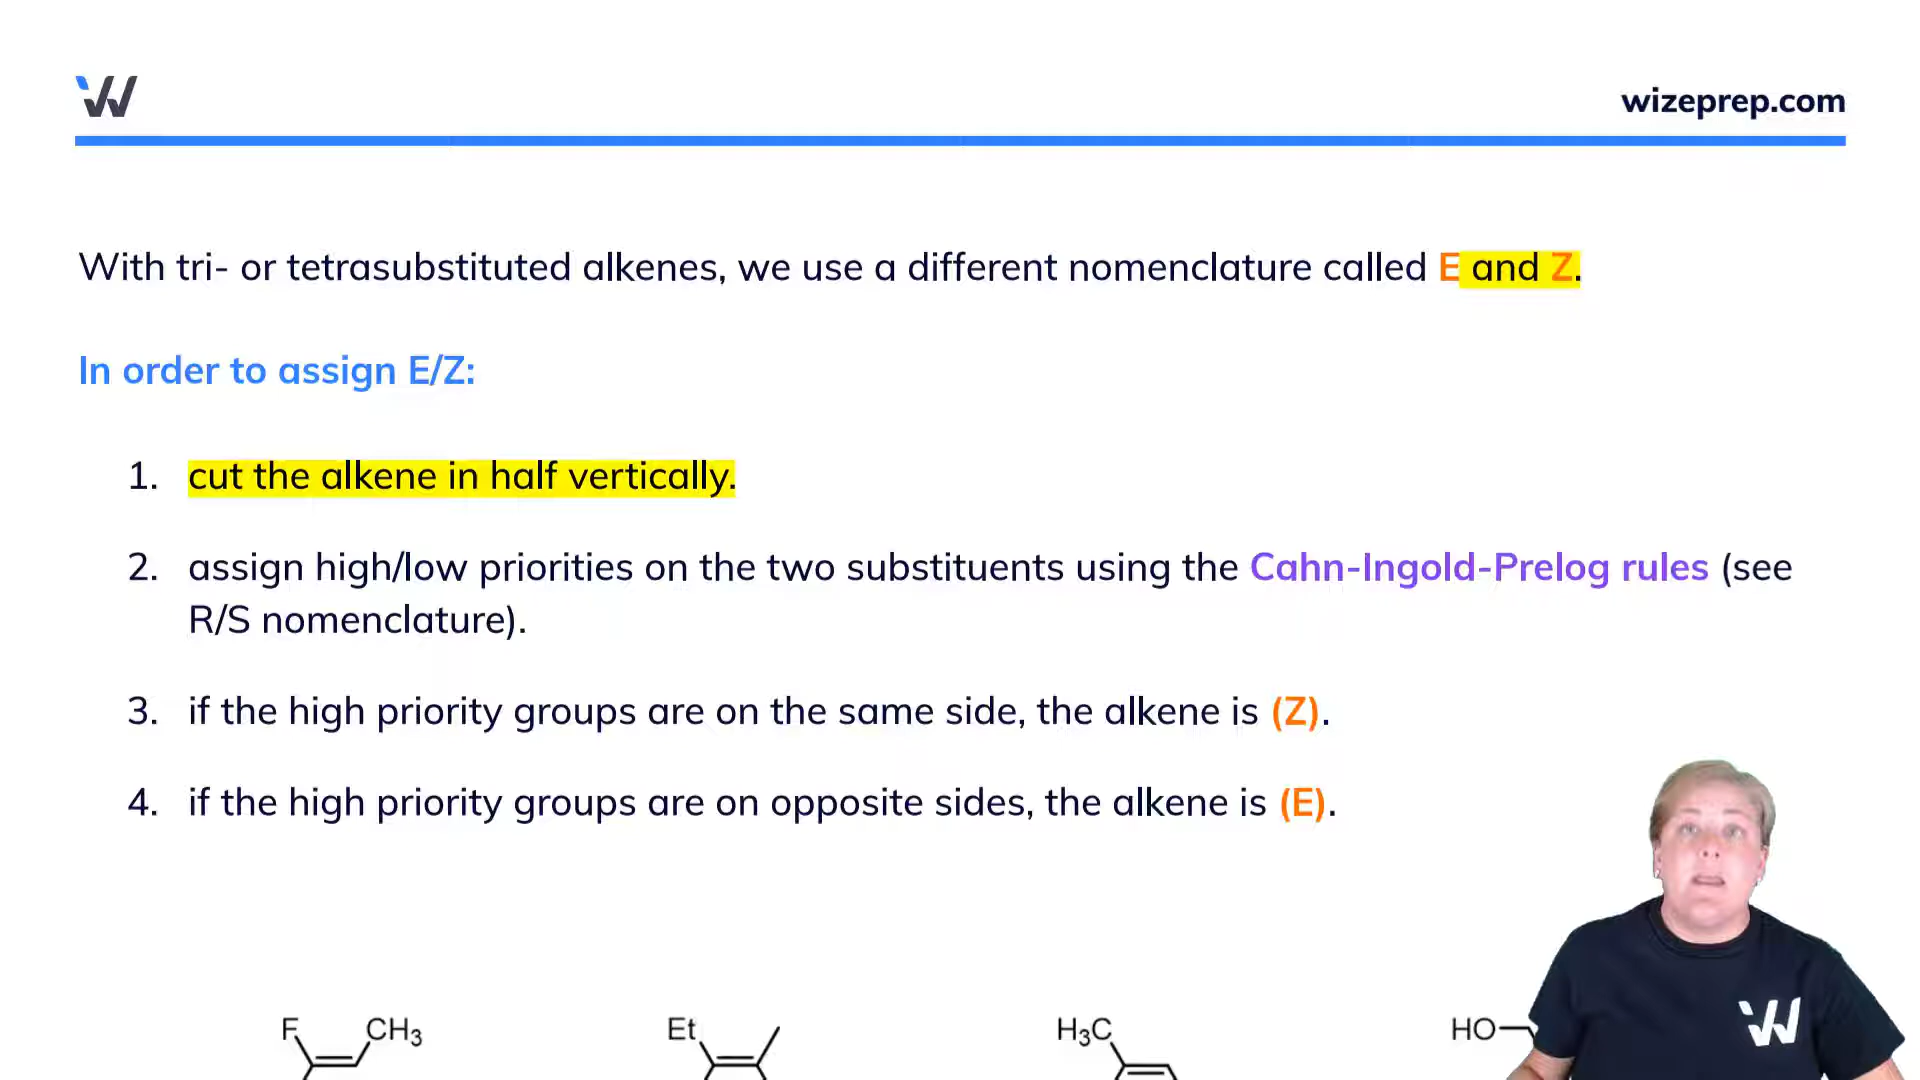 wizeprep.com
With tri- or tetrasubstituted alkenes, we use a different nomenclature called E and Z.
In order to assign E/Z:
1. cut the alkene in half vertically.
2. assign high/low priorities on the two substituents using the Cahn-Ingold-Prelog rules (see
R/S nomenclature).
3. if the high priority groups are on the same side, the alkene is (Z).
4. if the high priority groups are on opposite sides, the alkene is (E).
F CH₃ Et H₃C HO